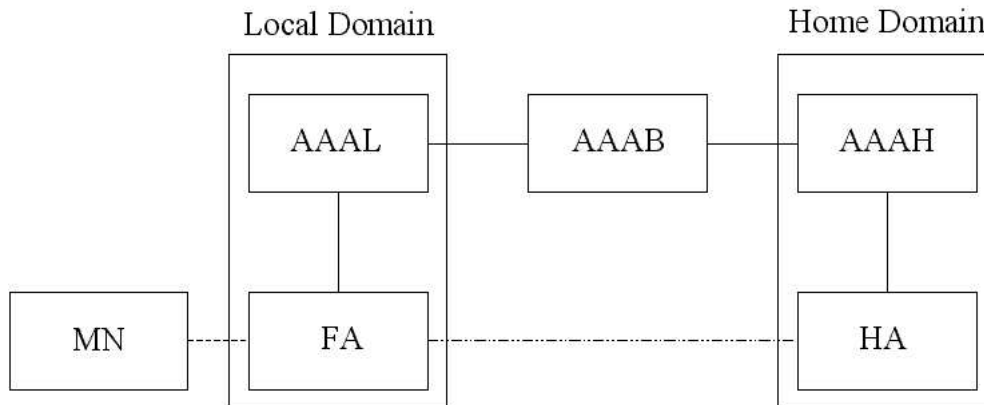 Local Domain
Home Domain
AAAL
AAAB
AAAH
MN
FA
HA